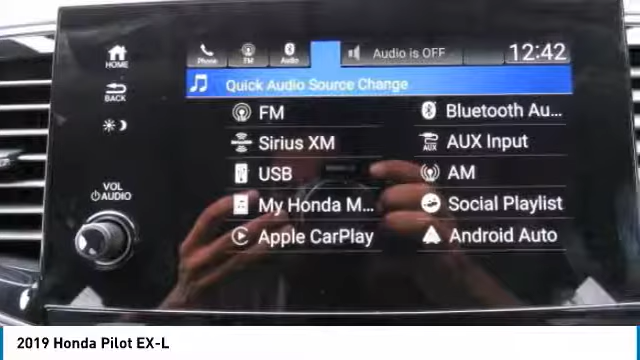 HOME
BACK
VOL
AUDIO
Phone FM Audio Audio is OFF 12:42
Quick Audio Source Change
FM Bluetooth Au...
Sirius XM AUX Input
USB AM
My Honda M... Social Playlist
Apple CarPlay Android Auto
2019 Honda Pilot EX-L